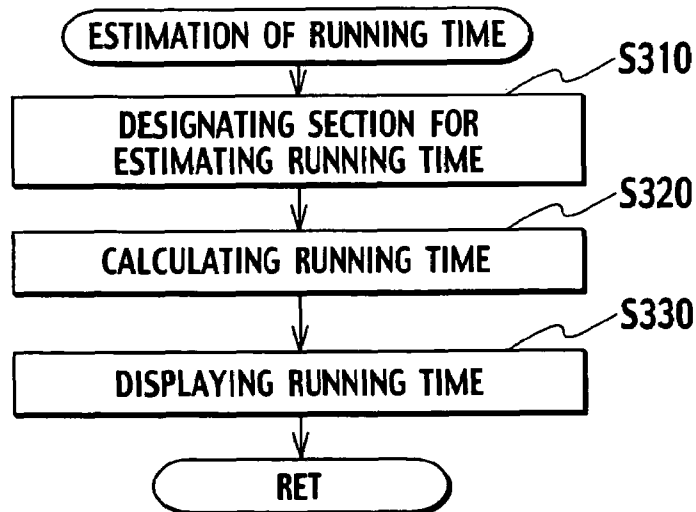 ESTIMATION OF RUNNING TIME
S310
DESIGNATING SECTION FOR
ESTIMATING RUNNING TIME
S320
CALCULATING RUNNING TIME
S330
DISPLAYING RUNNING TIME
RET